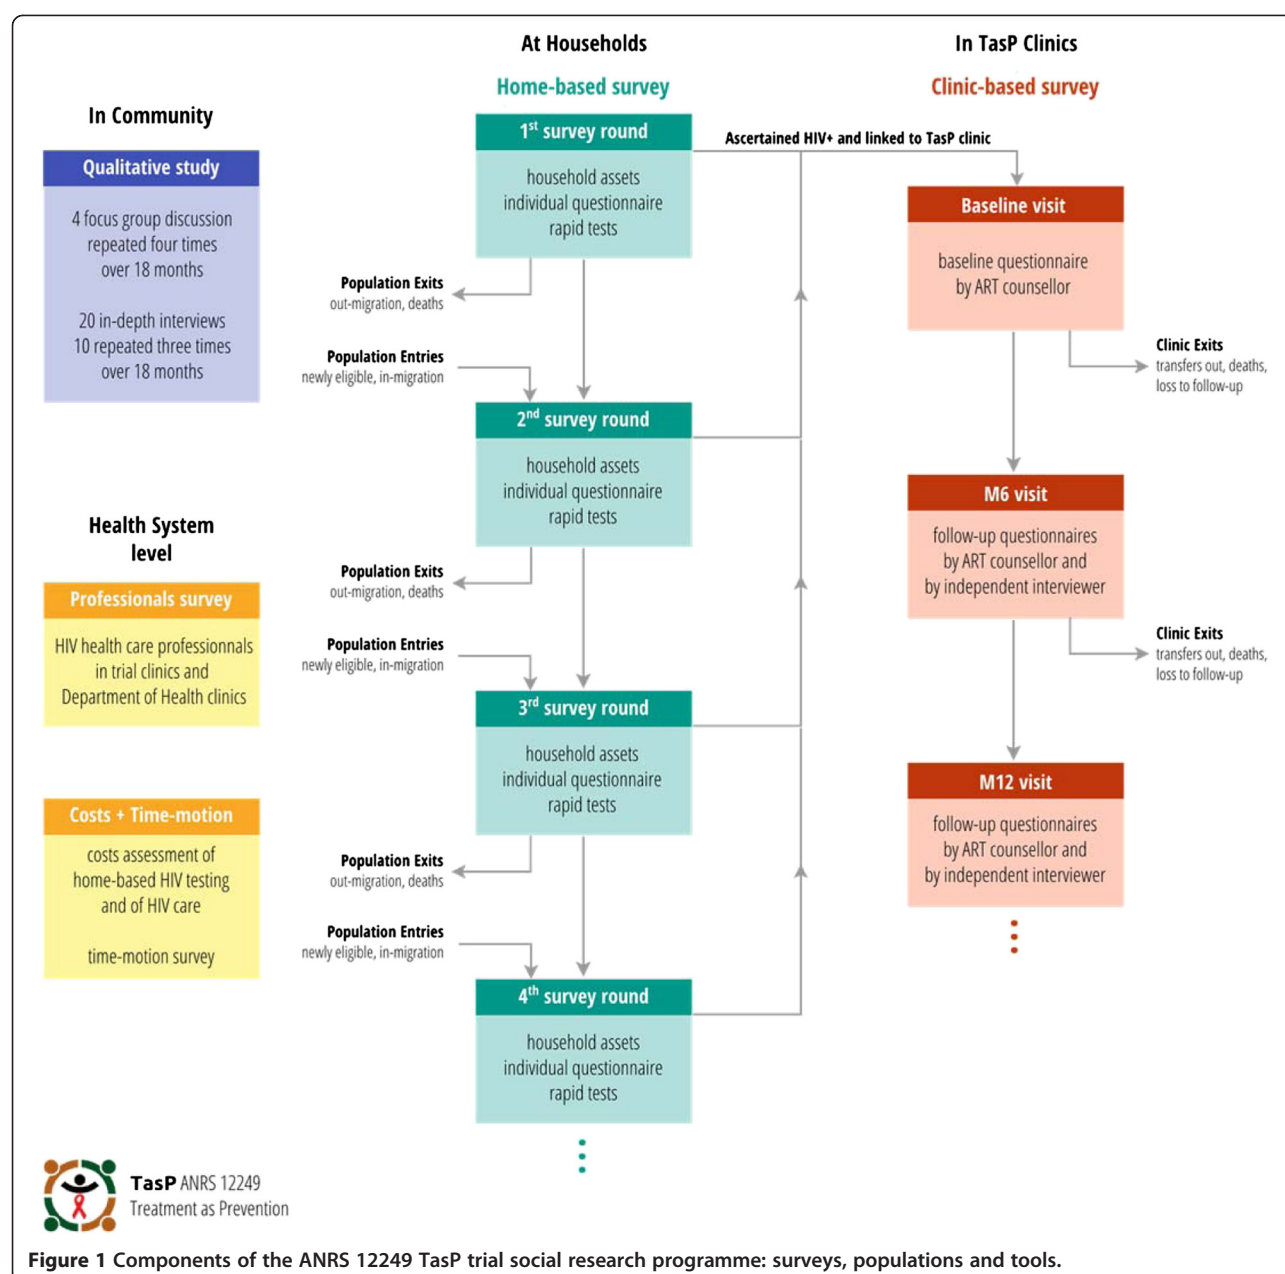 In Community
Qualitative study
4 focus group discussion
repeated four times
over 18 months
20 in-depth interviews
10 repeated three times
over 18 months
Health System
level
Professionals survey
HIV health care professionnals
in trial clinics and
Department of Health clinics
Costs + Time-motion
costs assessment of
home-based HIV testing
and of HIV care
time-motion survey
At Households
Home-based survey
1st survey round
household assets
individual questionnaire
rapid tests
Population Exits
out-migration, deaths
Population Entries
newly eligible, in-migration
2nd survey round
household assets
individual questionnaire
rapid tests
Population Exits
out-migration, deaths
Population Entries
newly eligible, in-migration
3rd survey round
household assets
individual questionnaire
rapid tests
Population Exits
out-migration, deaths
Population Entries
newly eligible, in-migration
4th survey round
household assets
individual questionnaire
rapid tests
Ascertained HIV+ and linked to TasP clinic
In TasP Clinics
Clinic-based survey
Baseline visit
baseline questionnaire
by ART counsellor
Clinic Exits
transfers out, deaths,
loss to follow-up
M6 visit
follow-up questionnaires
by ART counsellor and
by independent interviewer
Clinic Exits
transfers out, deaths,
loss to follow-up
M12 visit
follow-up questionnaires
by ART counsellor and
by independent interviewer
TasP ANRS 12249
Treatment as Prevention
Figure 1 Components of the ANRS 12249 TasP trial social research programme: surveys, populations and tools.